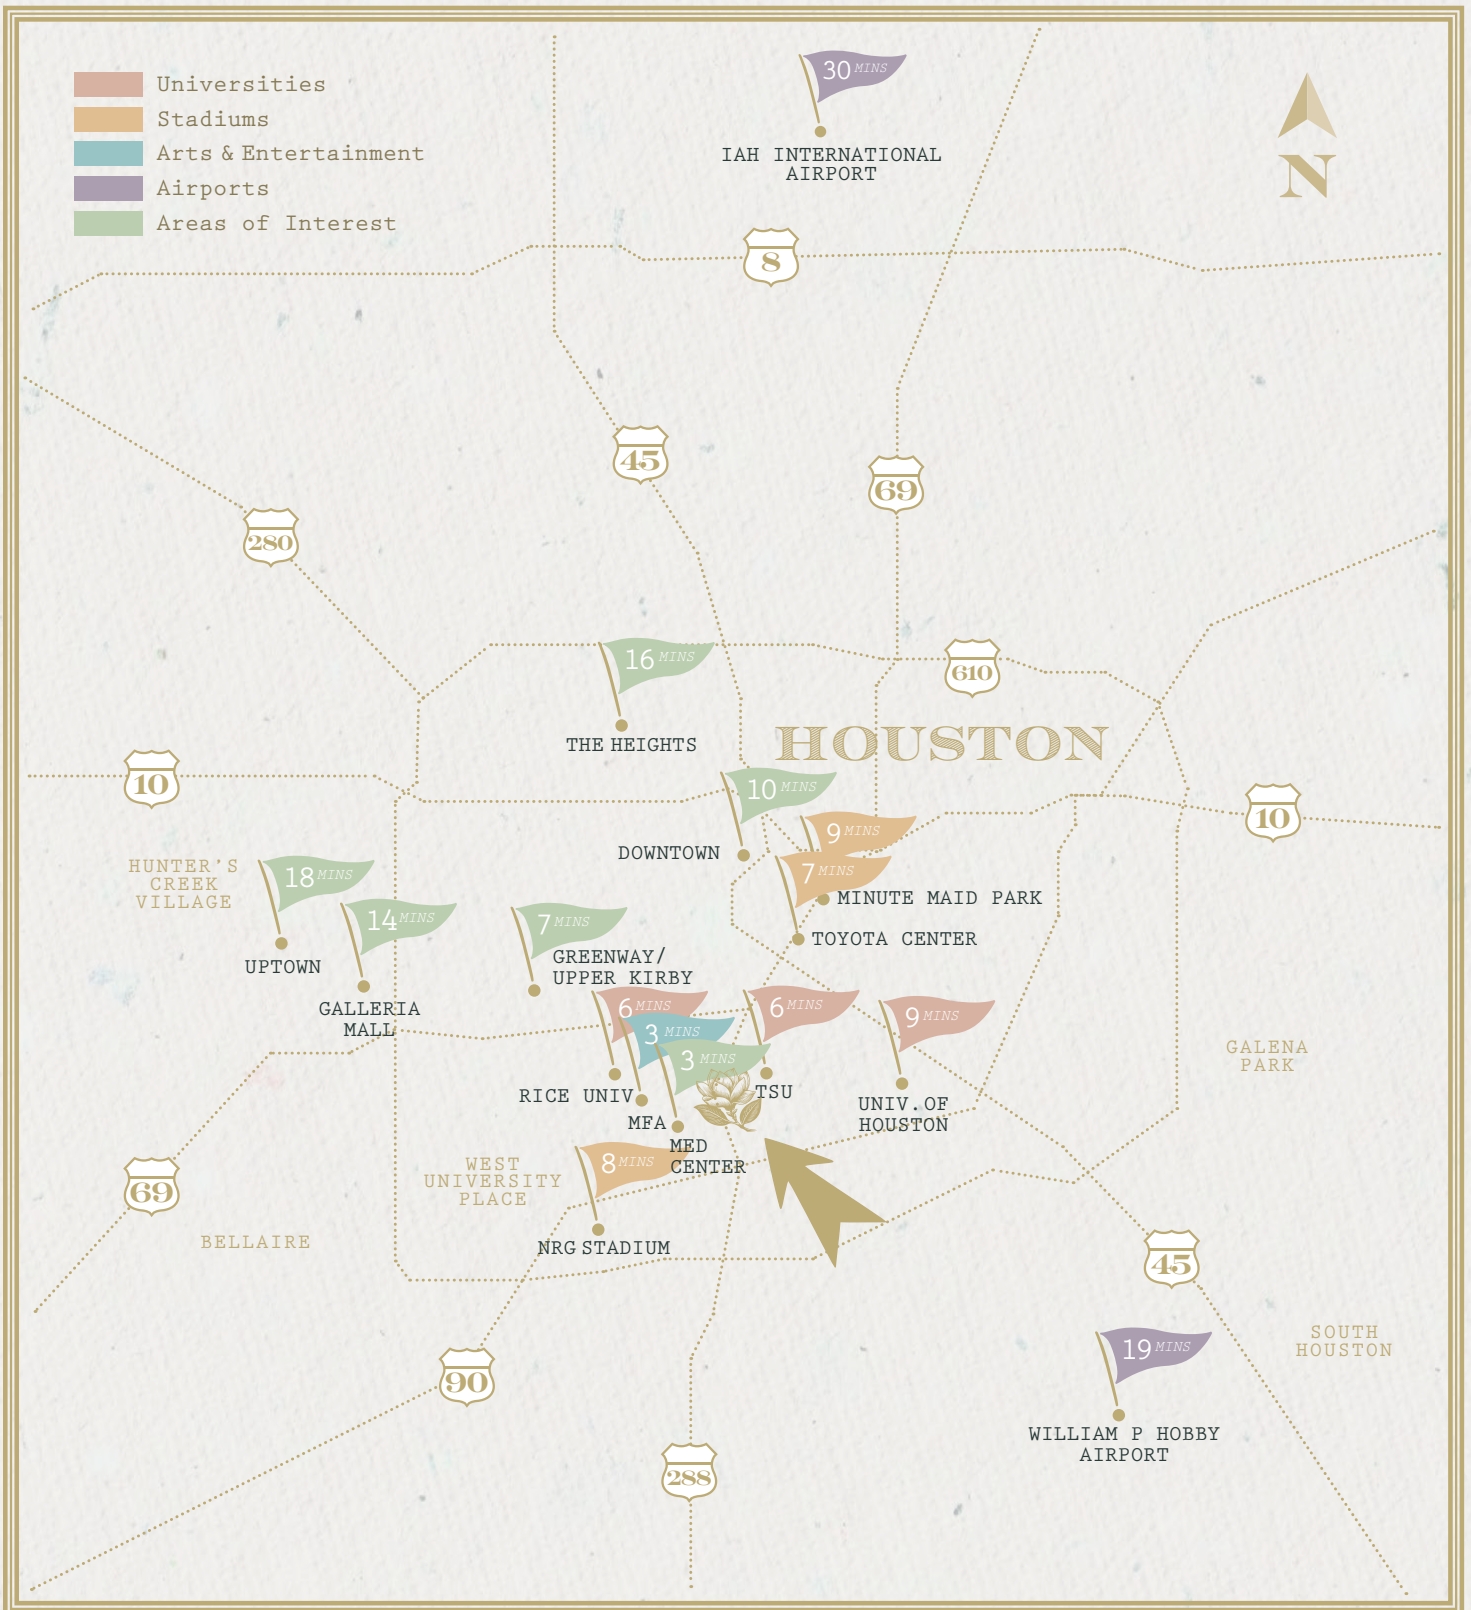 Universities
Stadiums
Arts & Entertainment
Airports
Areas of Interest
30 MINS
IAH INTERNATIONAL
AIRPORT
N
8
45
69
280
610
16 MINS
THE HEIGHTS
HOUSTON
10
10 MINS
DOWNTOWN
10
9 MINS
MINUTE MAID PARK
7 MINS
TOYOTA CENTER
HUNTER'S
CREEK
VILLAGE
18 MINS
UPTOWN
14 MINS
GALLERIA
MALL
7 MINS
GREENWAY/
UPPER KIRBY
6 MINS
RICE UNIV
3 MINS
MFA
3 MINS
MED
CENTER
6 MINS
TSU
9 MINS
UNIV.OF
HOUSTON
GALENA
PARK
8 MINS
NRG STADIUM
WEST
UNIVERSITY
PLACE
69
BELLAIRE
45
SOUTH
HOUSTON
19 MINS
WILLIAM P HOBBY
AIRPORT
90
288